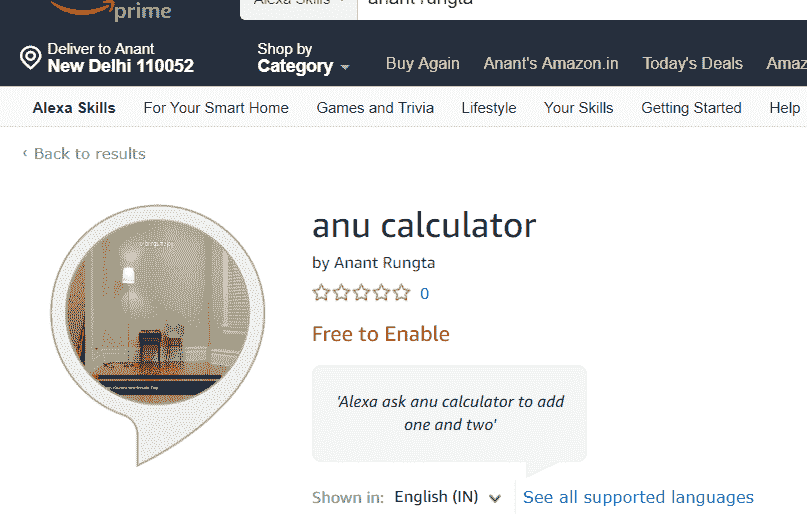 prime
Alexa Skills
anant rungta
Deliver to Anant
New Delhi 110052
Shop by
Category
Buy Again
Anant's Amazon.in
Today's Deals
Amaz
Alexa Skills
For Your Smart Home
Games and Trivia
Lifestyle
Your Skills
Getting Started
Help
‹ Back to results
anu calculator
by Anant Rungta
0
Free to Enable
'Alexa ask anu calculator to add
one and two'
Shown in: English (IN)
See all supported languages